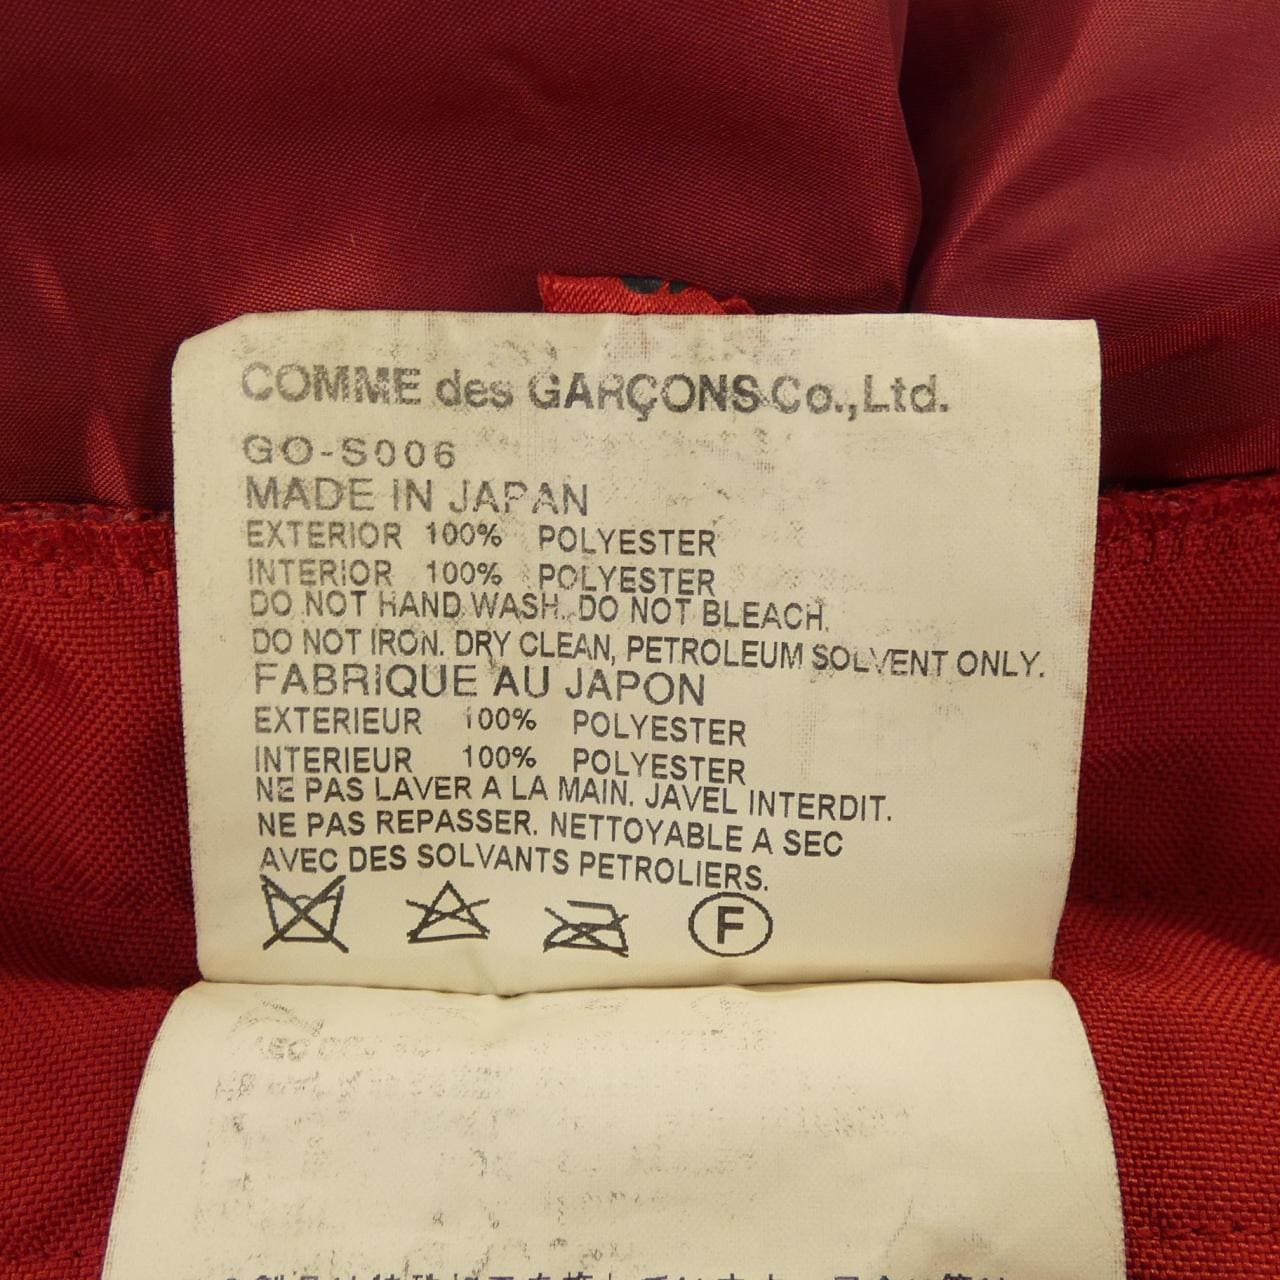 COMME des GARÇONS Co.,Ltd.
GO-S006
MADE IN JAPAN
EXTERIOR 100% POLYESTER
INTERIOR 100% POLYESTER
DO NOT HAND WASH. DO NOT BLEACH.
DO NOT IRON. DRY CLEAN, PETROLEUM SOLVENT ONLY.
FABRIQUE AU JAPON
EXTERIEUR 100% POLYESTER
INTERIEUR 100% POLYESTER
NE PAS LAVER A LA MAIN. JAVEL INTERDIT.
NE PAS REPASSER. NETTOYABLE A SEC
AVEC DES SOLVANTS PETROLIERS.
F